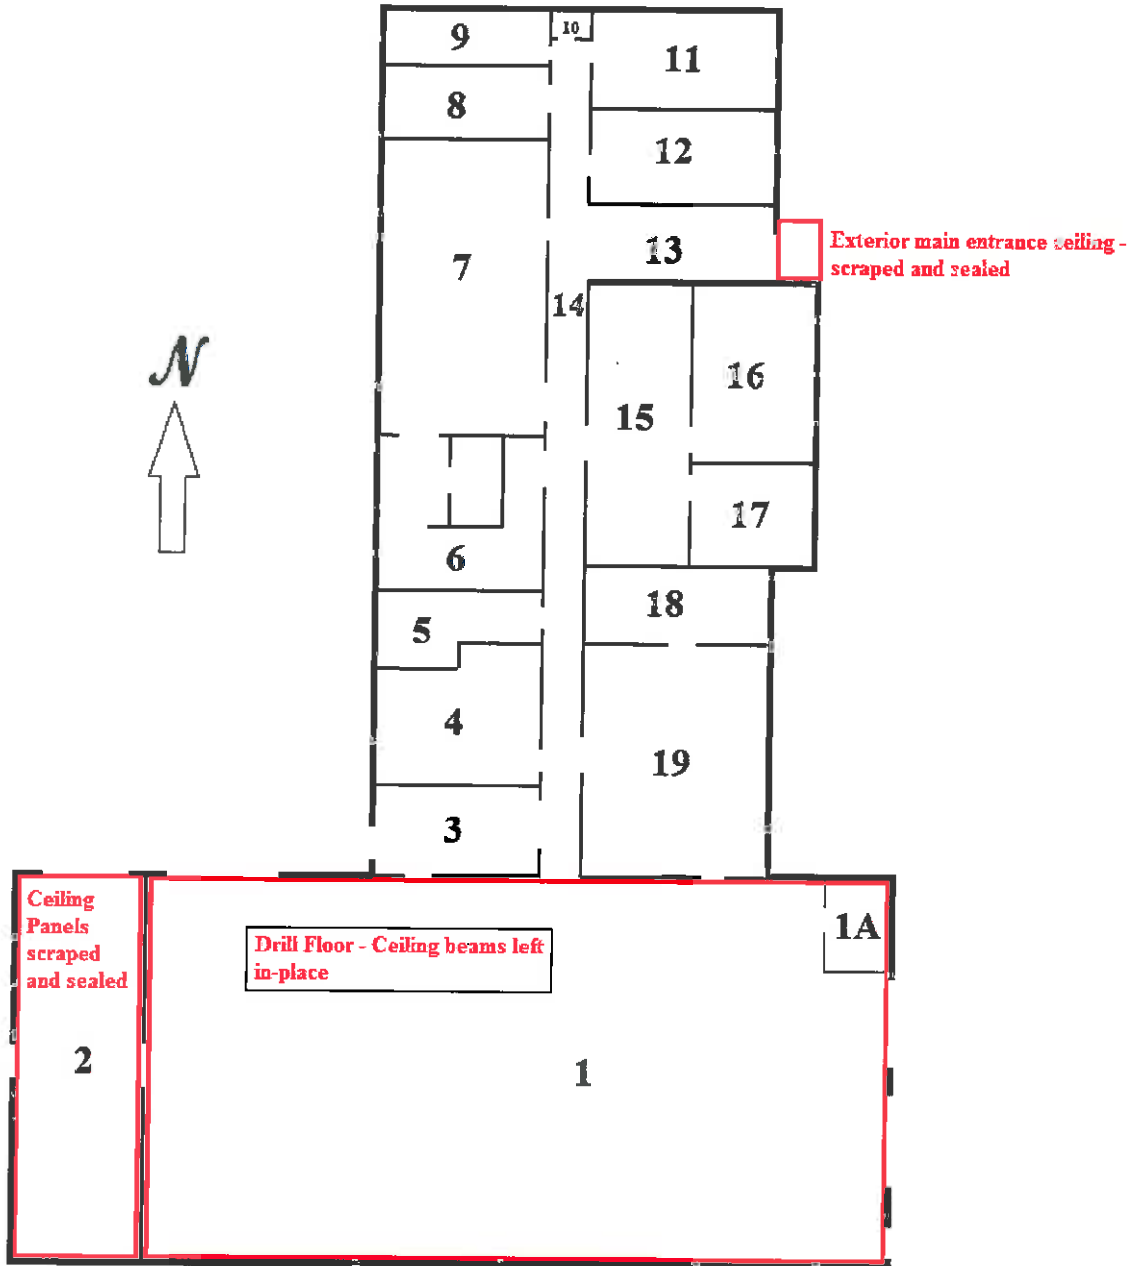 9
10
11
8
12
Exterior main entrance ceiling -
scraped and sealed
13
7
14
N
16
15
17
6
18
5
4
19
3
Ceiling
Panels
scraped
and sealed
1A
Drill Floor - Ceiling beams left
in-place
2
1